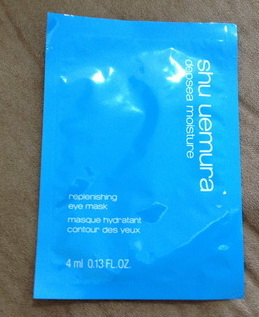 shu uemura
depsea moisture
replenishing
eye mask
masque hydratant
contour des yeux
4 ml 0.13 FL.OZ.